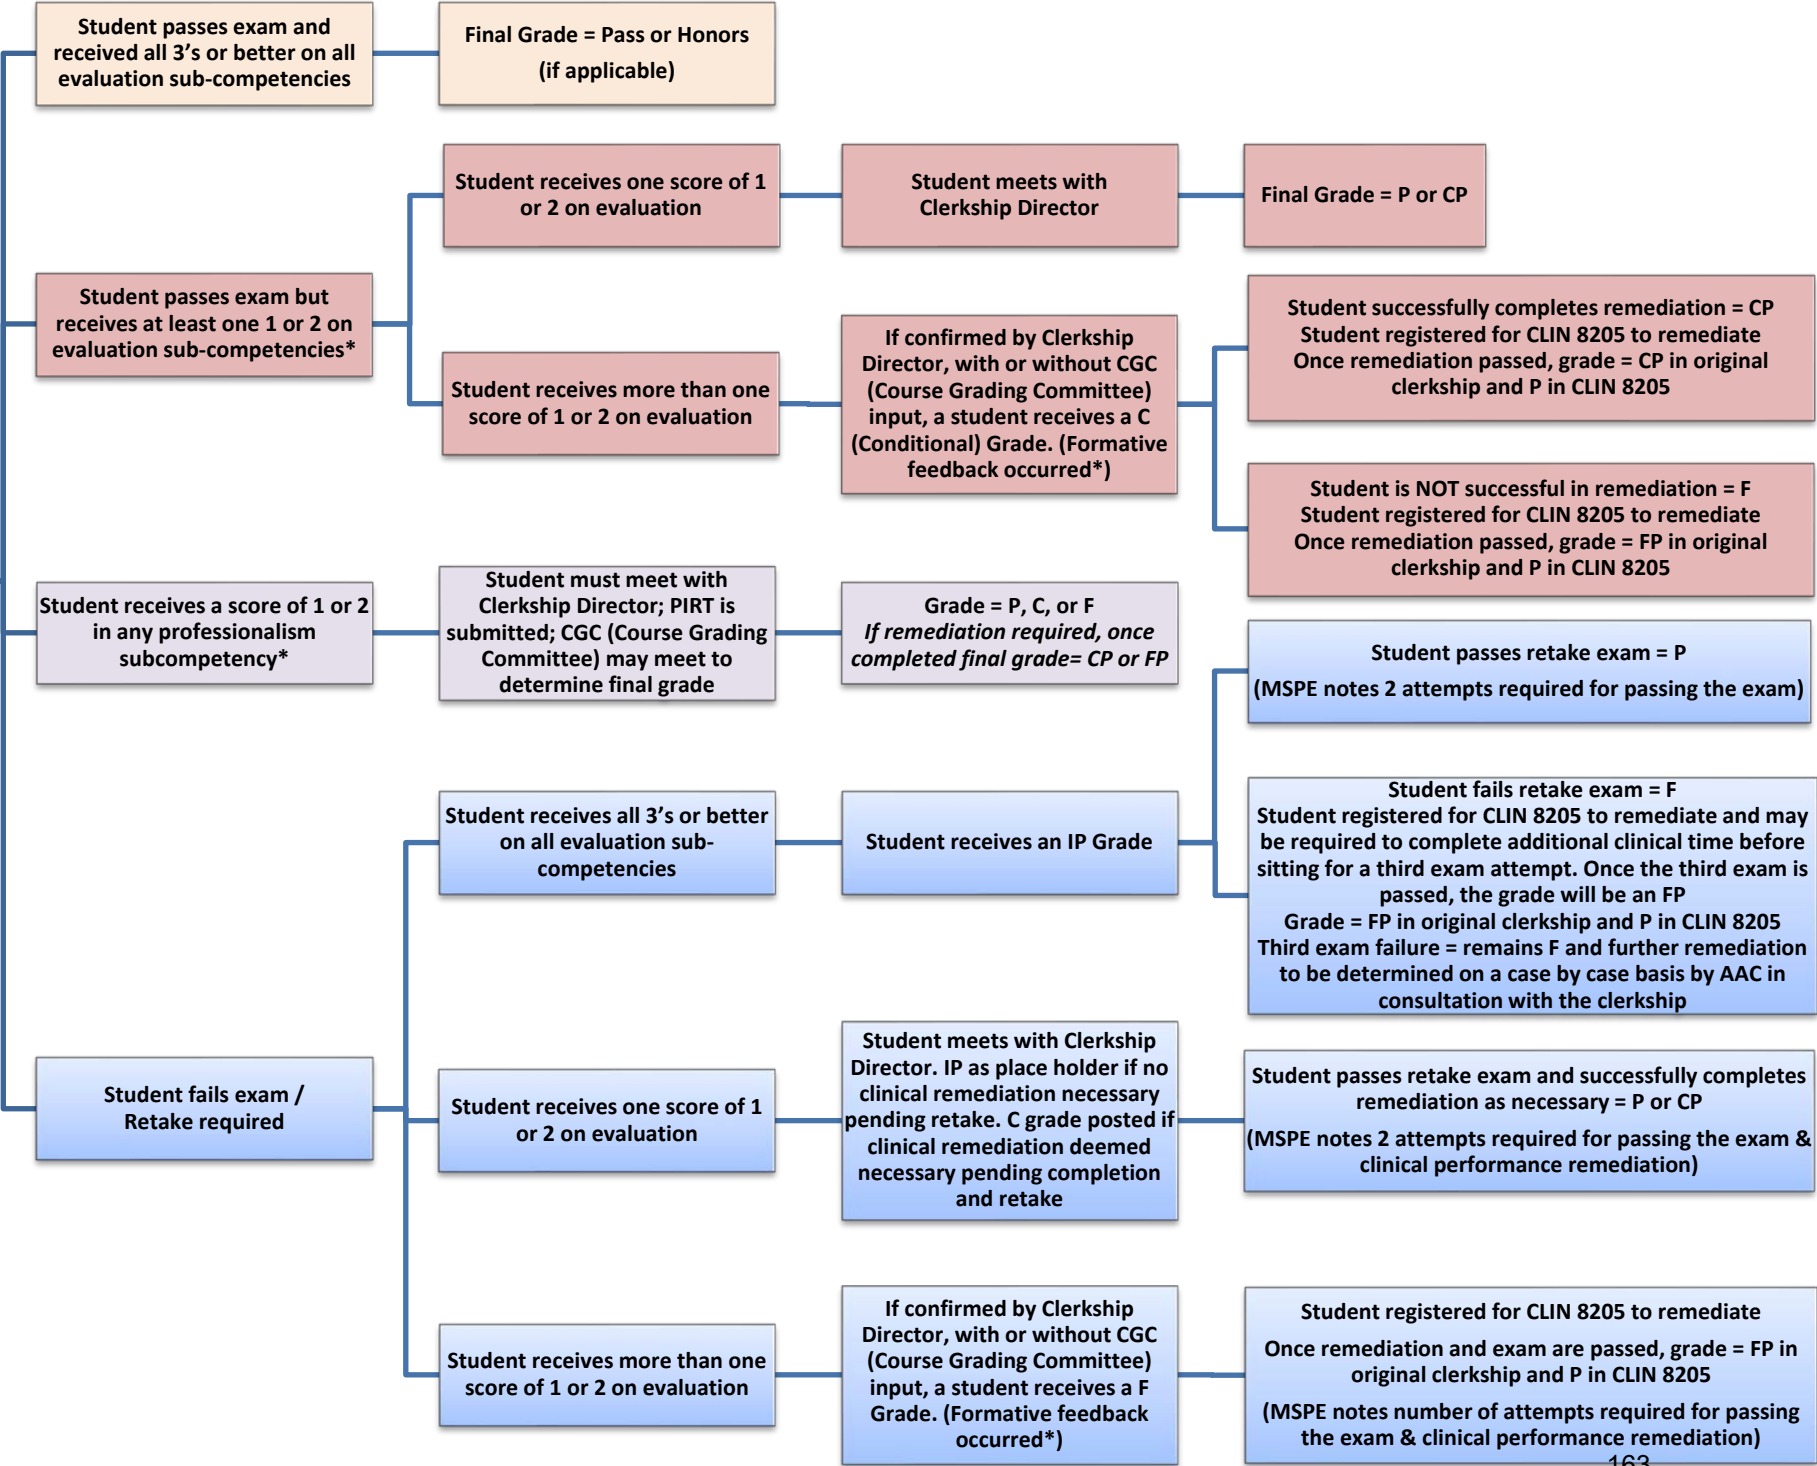 Student passes exam and
received all 3’s or better on all
evaluation sub-competencies
Final Grade = Pass or Honors
(if applicable)
Student passes exam but
receives at least one 1 or 2 on
evaluation sub-competencies*
Student receives one score of 1
or 2 on evaluation
Student meets with
Clerkship Director
Final Grade = P or CP
Student receives more than one
score of 1 or 2 on evaluation
If confirmed by Clerkship
Director, with or without CGC
(Course Grading Committee)
input, a student receives a C
(Conditional) Grade. (Formative
feedback occurred*)
Student successfully completes remediation = CP
Student registered for CLIN 8205 to remediate
Once remediation passed, grade = CP in original
clerkship and P in CLIN 8205
Student is NOT successful in remediation = F
Student registered for CLIN 8205 to remediate
Once remediation passed, grade = FP in original
clerkship and P in CLIN 8205
Student receives a score of 1 or 2
in any professionalism
subcompetency*
Student must meet with
Clerkship Director; PIRT is
submitted; CGC (Course Grading
Committee) may meet to
determine final grade
Grade = P, C, or F
If remediation required, once
completed final grade= CP or FP
Student fails exam /
Retake required
Student receives all 3’s or better
on all evaluation sub-
competencies
Student receives an IP Grade
Student passes retake exam = P
(MSPE notes 2 attempts required for passing the exam)
Student fails retake exam = F
Student registered for CLIN 8205 to remediate and may
be required to complete additional clinical time before
sitting for a third exam attempt. Once the third exam is
passed, the grade will be an FP
Grade = FP in original clerkship and P in CLIN 8205
Third exam failure = remains F and further remediation
to be determined on a case by case basis by AAC in
consultation with the clerkship
Student receives one score of 1
or 2 on evaluation
Student meets with Clerkship
Director. IP as place holder if no
clinical remediation necessary
pending retake. C grade posted if
clinical remediation deemed
necessary pending completion
and retake
Student passes retake exam and successfully completes
remediation as necessary = P or CP
(MSPE notes 2 attempts required for passing the exam &
clinical performance remediation)
Student receives more than one
score of 1 or 2 on evaluation
If confirmed by Clerkship
Director, with or without CGC
(Course Grading Committee)
input, a student receives a F
Grade. (Formative feedback
occurred*)
Student registered for CLIN 8205 to remediate
Once remediation and exam are passed, grade = FP in
original clerkship and P in CLIN 8205
(MSPE notes number of attempts required for passing
the exam & clinical performance remediation)
163